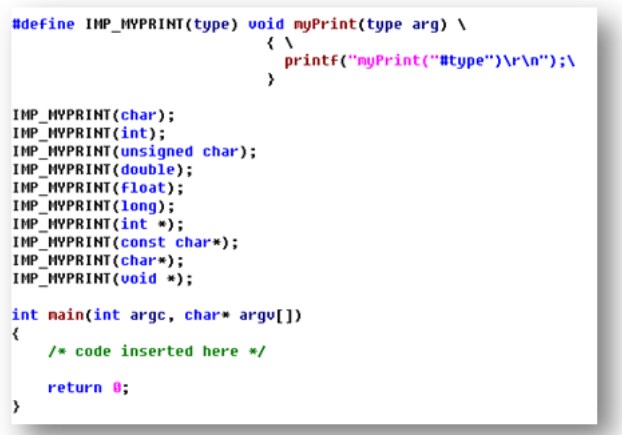 #define IMP_MYPRINT(type) void myPrint(type arg) \
{ \
printf("myPrint("#type")\r\n");\
}
IMP_MYPRINT(char);
IMP_MYPRINT(int);
IMP_MYPRINT(unsigned char);
IMP_MYPRINT(double);
IMP_MYPRINT(float);
IMP_MYPRINT(long);
IMP_MYPRINT(int *);
IMP_MYPRINT(const char*);
IMP_MYPRINT(char*);
IMP_MYPRINT(void *);
int main(int argc, char* argv[])
{
/* code inserted here */
return 0;
}